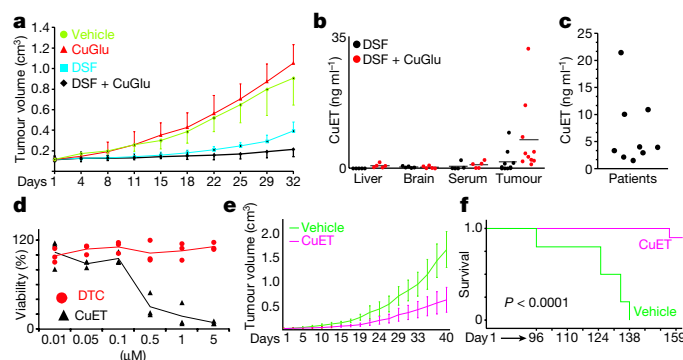 a
Tumour volume (cm³)
1.4
1.2
1.0
0.8
0.6
0.4
0.2
Vehicle
CuGlu
DSF
DSF + CuGlu
Days
1 4 8 11 15 18 22 25 29 32
b
CuET (ng ml⁻¹)
35
0
DSF
DSF + CuGlu
Liver Brain Serum Tumour
c
CuET (ng ml⁻¹)
25
20
15
10
5
0
Patients
d
Viability (%)
120
60
0
DTC
CuET
0.01 0.05 0.1 0.5 1 5
(μM)
e
Tumour volume (cm³)
2.0
1.5
1.0
0.5
Vehicle
CuET
Days 1 5 10 15 19 23 29 33 40
f
Survival
1.0
0
CuET
P < 0.0001
Vehicle
Day 1 96 124 138 159